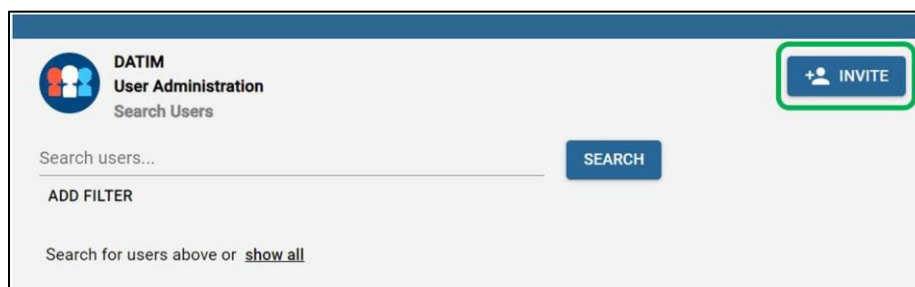 DATIM
User Administration
Search Users
INVITE
Search users...
SEARCH
ADD FILTER
Search for users above or show all